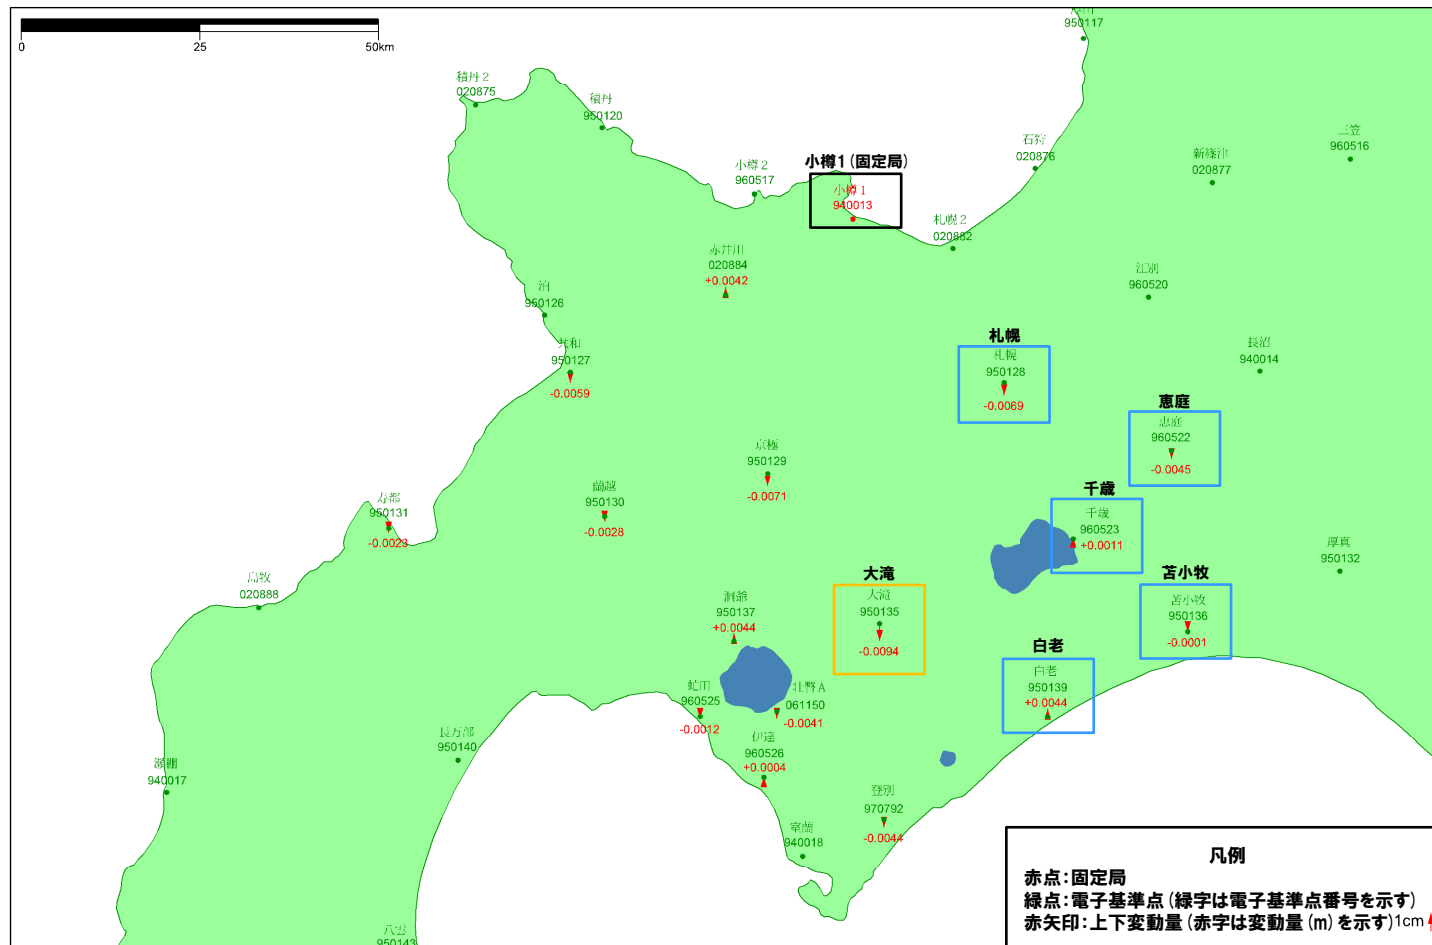 0
25
50km
950117
積丹２
020875
積丹
950120
小樽２
960517
小樽1（固定局）
小樽１
940013
石狩
020876
新篠津
020877
三笠
960516
札幌２
020882
赤井川
020884
+0.0042
江別
960520
泊
950126
共和
950127
-0.0059
札幌
札幌
950128
-0.0069
長沼
940014
恵庭
恵庭
960522
-0.0045
京極
950129
-0.0071
蘭越
950130
-0.0028
寿都
950131
-0.0023
千歳
千歳
960523
+0.0011
厚真
950132
島牧
020888
大滝
大滝
950135
-0.0094
苫小牧
苫小牧
950136
-0.0001
洞爺
950137
+0.0044
白老
白老
950139
+0.0044
虻田
960525
-0.0012
壮瞥Ａ
061150
-0.0041
伊達
960526
+0.0004
長万部
950140
瀬棚
940017
登別
970792
-0.0044
室蘭
940018
八雲
950143
凡例
赤点：固定局
緑点：電子基準点（緑字は電子基準点番号を示す）
赤矢印：上下変動量（赤字は変動量（m）を示す）1cm